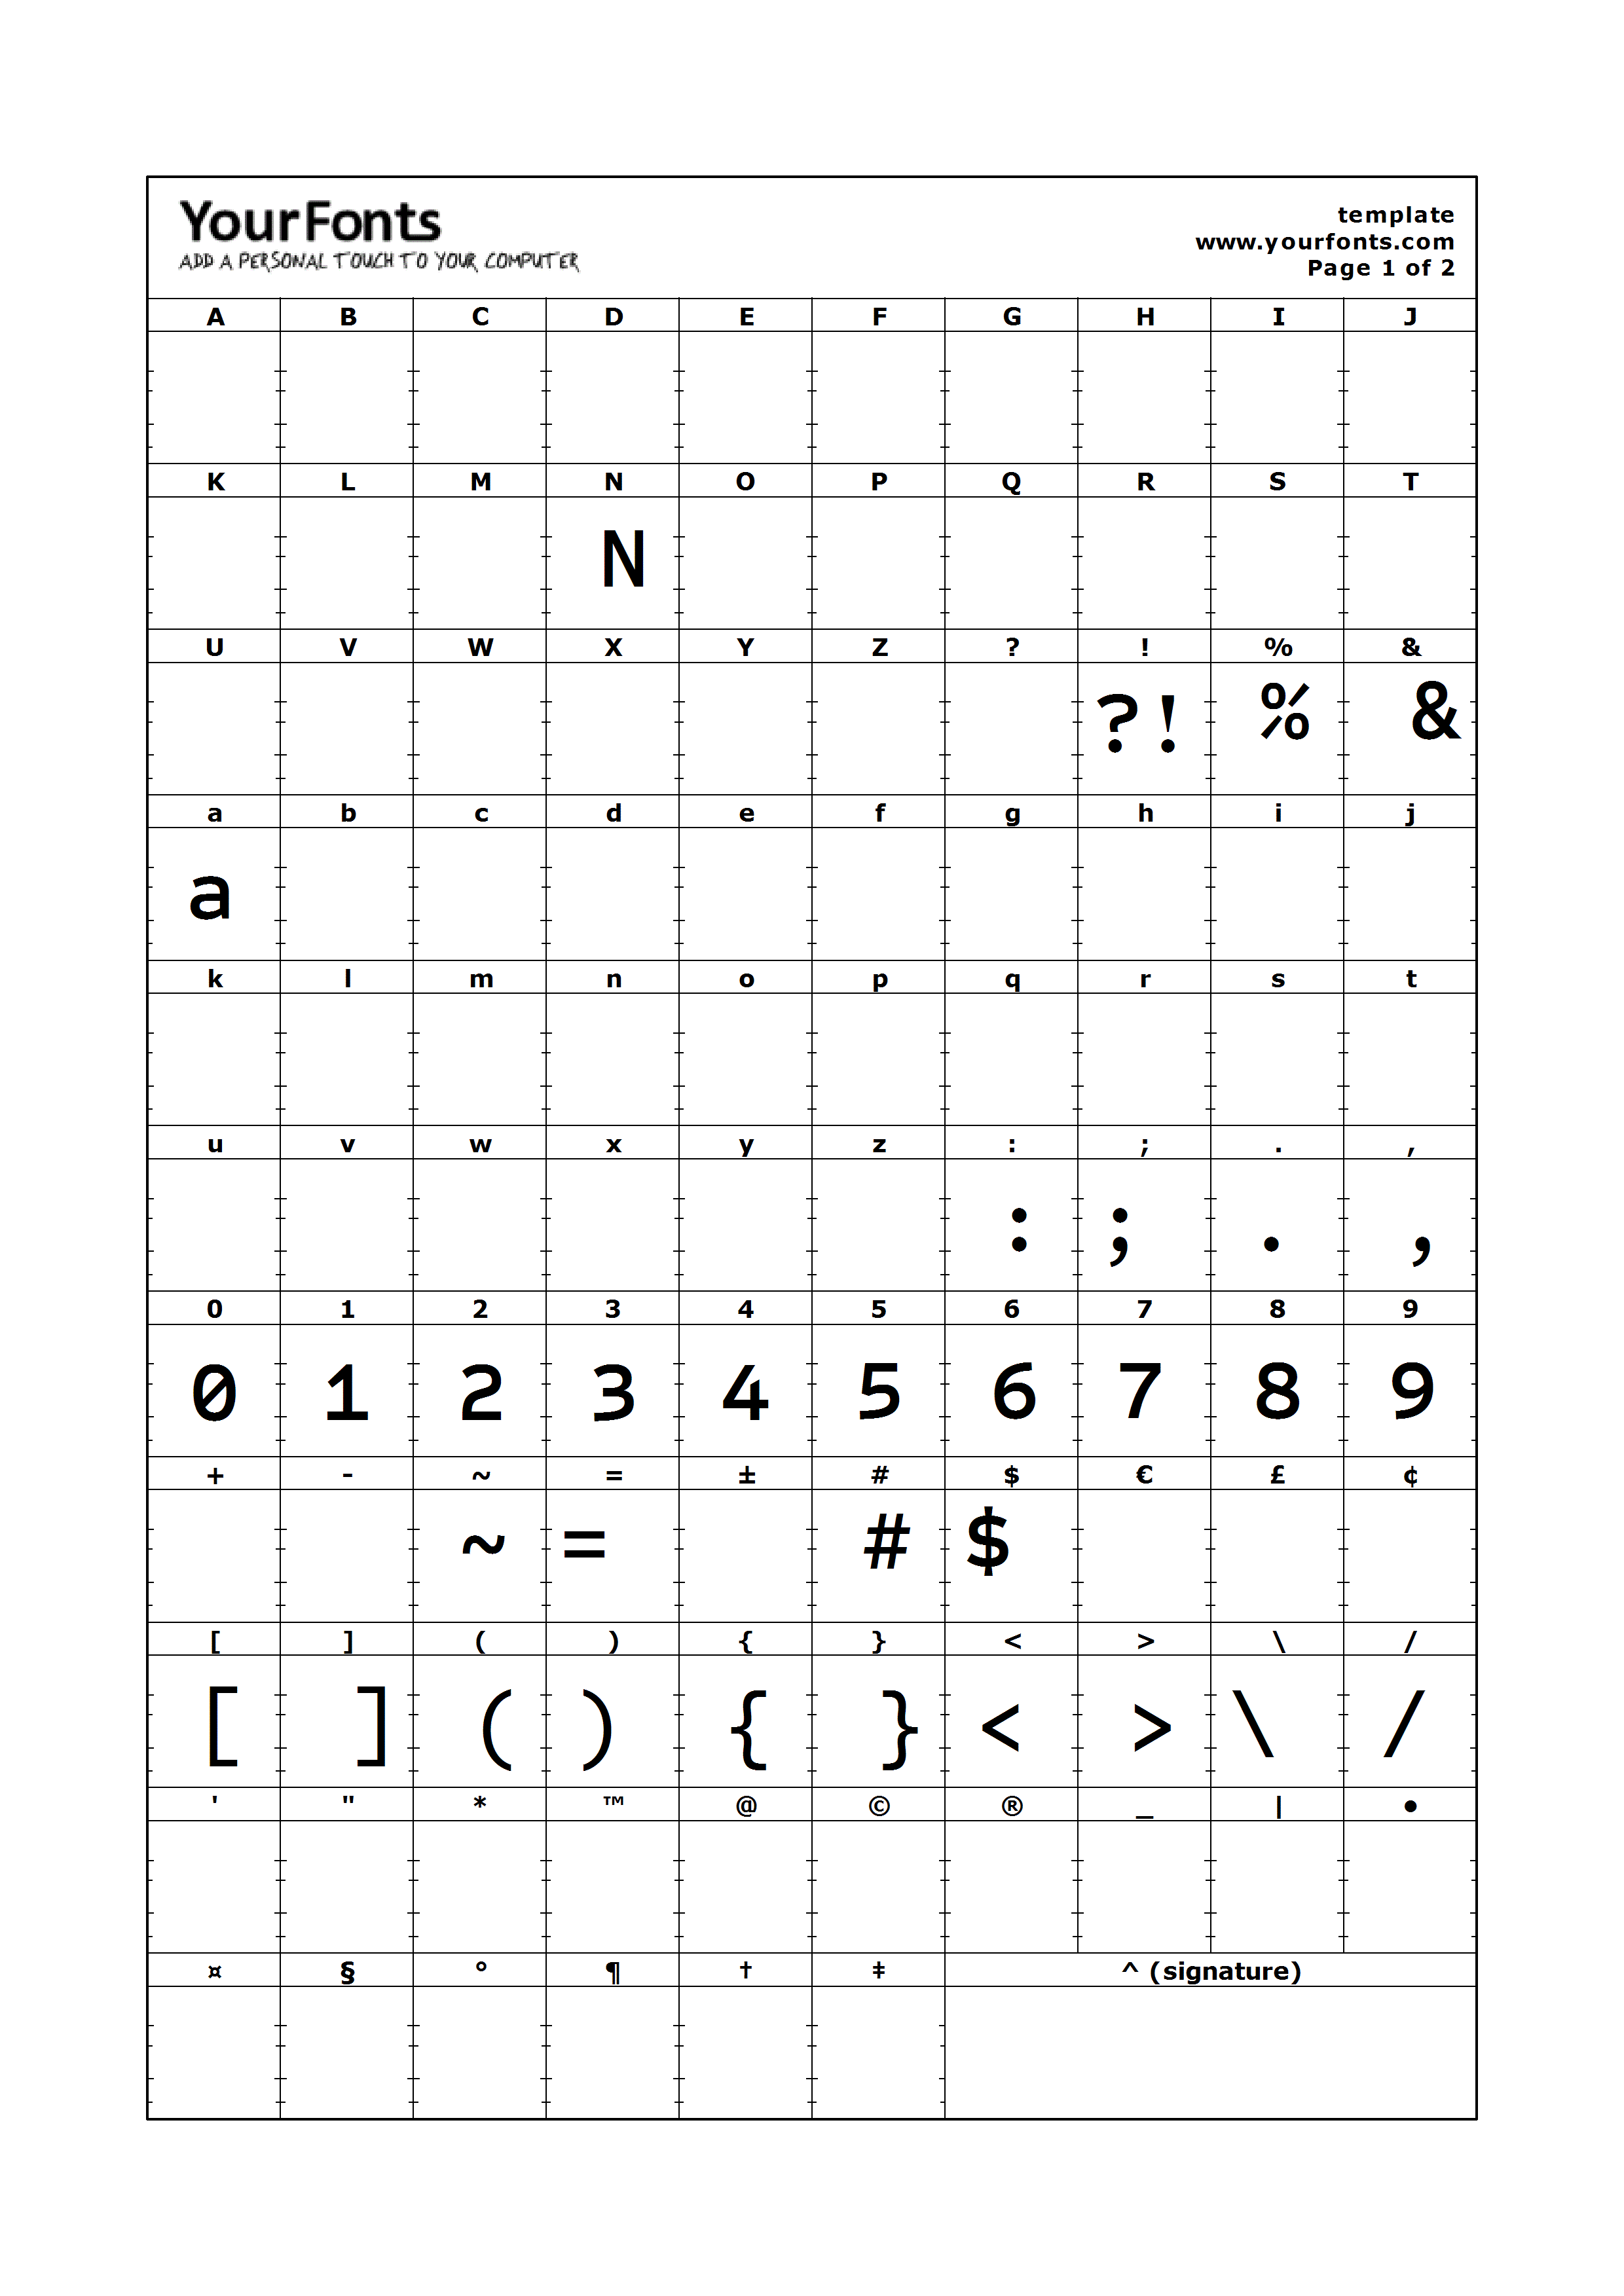 YourFonts
ADD A PERSONAL TOUCH TO YOUR COMPUTER
template
www.yourfonts.com
Page 1 of 2
A B C D E F G H I J
K L M N O P Q R S T
N
U V W X Y Z ? ! % &
?! % &
a b c d e f g h i j
a
k l m n o p q r s t
u v w x y z : ; . ,
: ; . ,
0 1 2 3 4 5 6 7 8 9
0 1 2 3 4 5 6 7 8 9
+ - ~ = ± # $ € £ ¢
~ = # $
[ ] ( ) { } < > \ /
[ ] ( ) { } < > \ /
' " * ™ @ © ® _ | •
¤ § ° ¶ † ‡ ^ (signature)